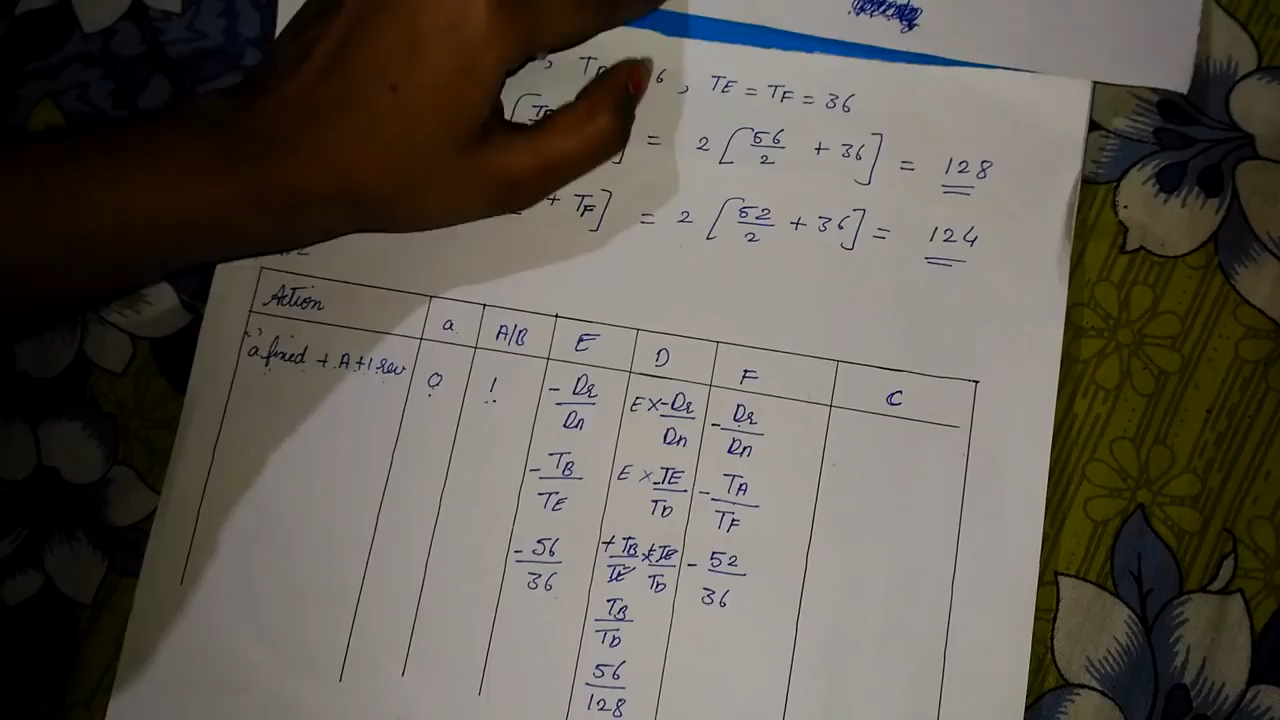 , TB 6 , TE = TF = 36
= 2 [ 56/2 + 36 ] = 128
+ TF ] = 2 [ 52/2 + 36 ] = 124
Action a A/B E D F C
a fixed + A +1 rev 0 1 - Dr/Dn E × - Dr/Dn - Dr/Dn
- TB/TE E × TE/TD - TA/TF
- 56/36 + TB/TE × TE/TD - 52/36
TB/TD
56/128